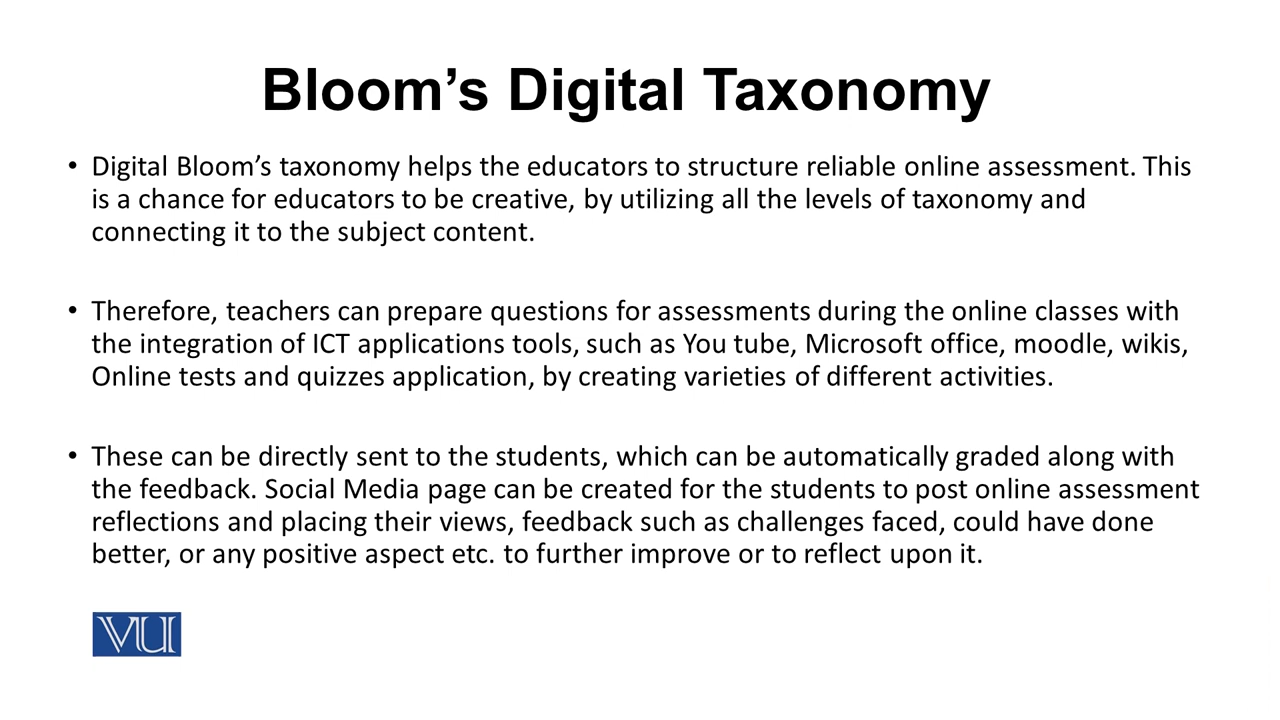 Bloom’s Digital Taxonomy
• Digital Bloom’s taxonomy helps the educators to structure reliable online assessment. This
is a chance for educators to be creative, by utilizing all the levels of taxonomy and
connecting it to the subject content.
• Therefore, teachers can prepare questions for assessments during the online classes with
the integration of ICT applications tools, such as You tube, Microsoft office, moodle, wikis,
Online tests and quizzes application, by creating varieties of different activities.
• These can be directly sent to the students, which can be automatically graded along with
the feedback. Social Media page can be created for the students to post online assessment
reflections and placing their views, feedback such as challenges faced, could have done
better, or any positive aspect etc. to further improve or to reflect upon it.
VU